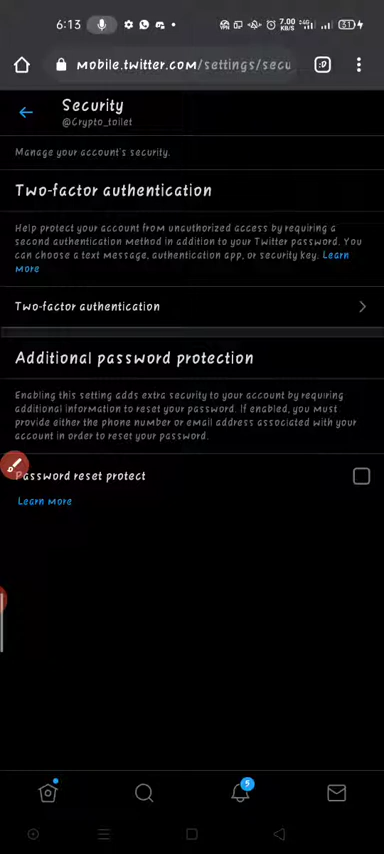 6:13
7.00
KB/S
51
mobile.twitter.com/settings/secu
:D
Security
@Crypto_toilet
Manage your account's security.
Two-factor authentication
Help protect your account from unauthorized access by requiring a
second authentication method in addition to your Twitter password. You
can choose a text message, authentication app, or security key. Learn
more
Two-factor authentication
Additional password protection
Enabling this setting adds extra security to your account by requiring
additional information to reset your password. If enabled, you must
provide either the phone number or email address associated with your
account in order to reset your password.
Password reset protect
Learn more
5